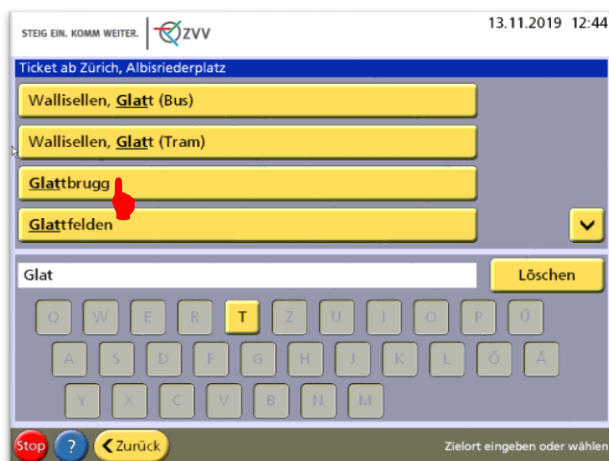 STEIG EIN. KOMM WEITER. ZVV
13.11.2019 12:44
Ticket ab Zürich, Albisriederplatz
Wallisellen, Glatt (Bus)
Wallisellen, Glatt (Tram)
Glattbrugg
Glattfelden
Glat
Löschen
Q W E R T Z U I O P Ü
A S D F G H J K L Ö Ä
Y X C V B N M
Stop ? Zurück
Zielort eingeben oder wählen